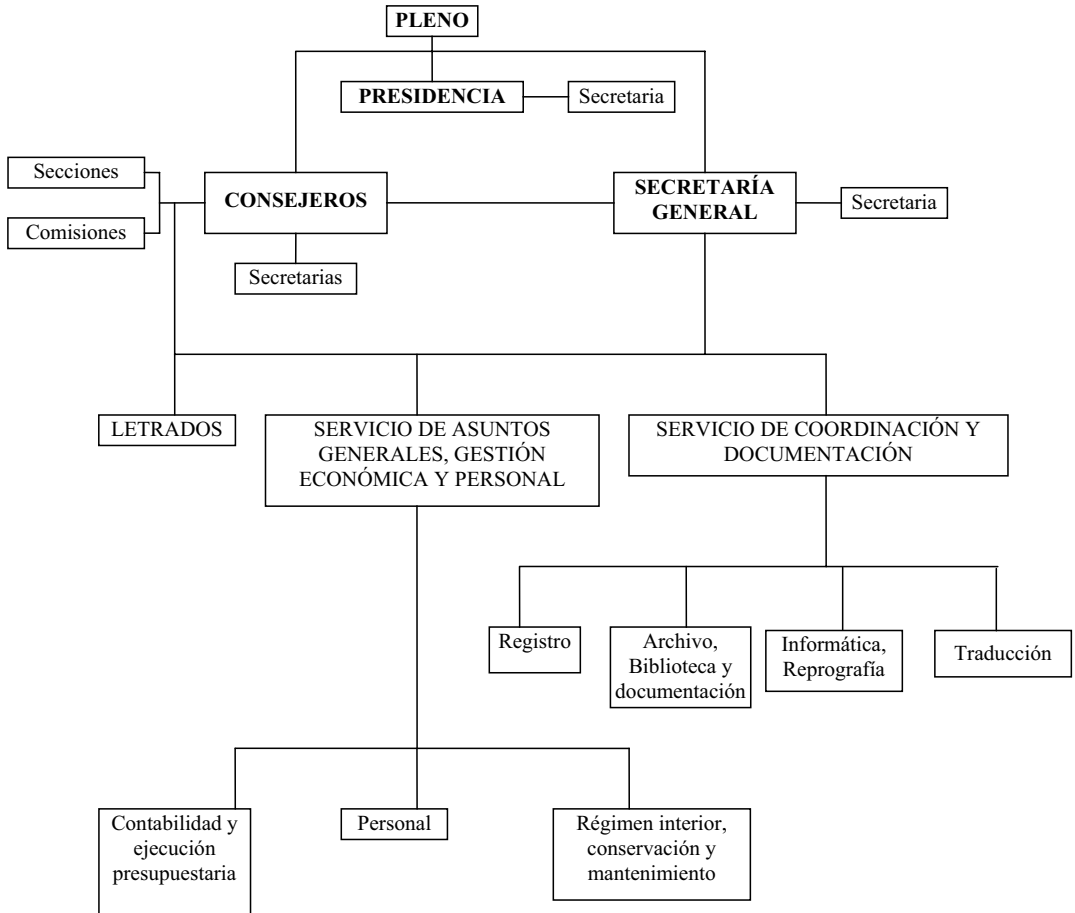 PLENO
PRESIDENCIA
Secretaria
Secciones
Comisiones
CONSEJEROS
SECRETARÍA
GENERAL
Secretaria
Secretarias
LETRADOS
SERVICIO DE ASUNTOS
GENERALES, GESTIÓN
ECONÓMICA Y PERSONAL
SERVICIO DE COORDINACIÓN Y
DOCUMENTACIÓN
Registro
Archivo,
Biblioteca y
documentación
Informática,
Reprografía
Traducción
Contabilidad y
ejecución
presupuestaria
Personal
Régimen interior,
conservación y
mantenimiento